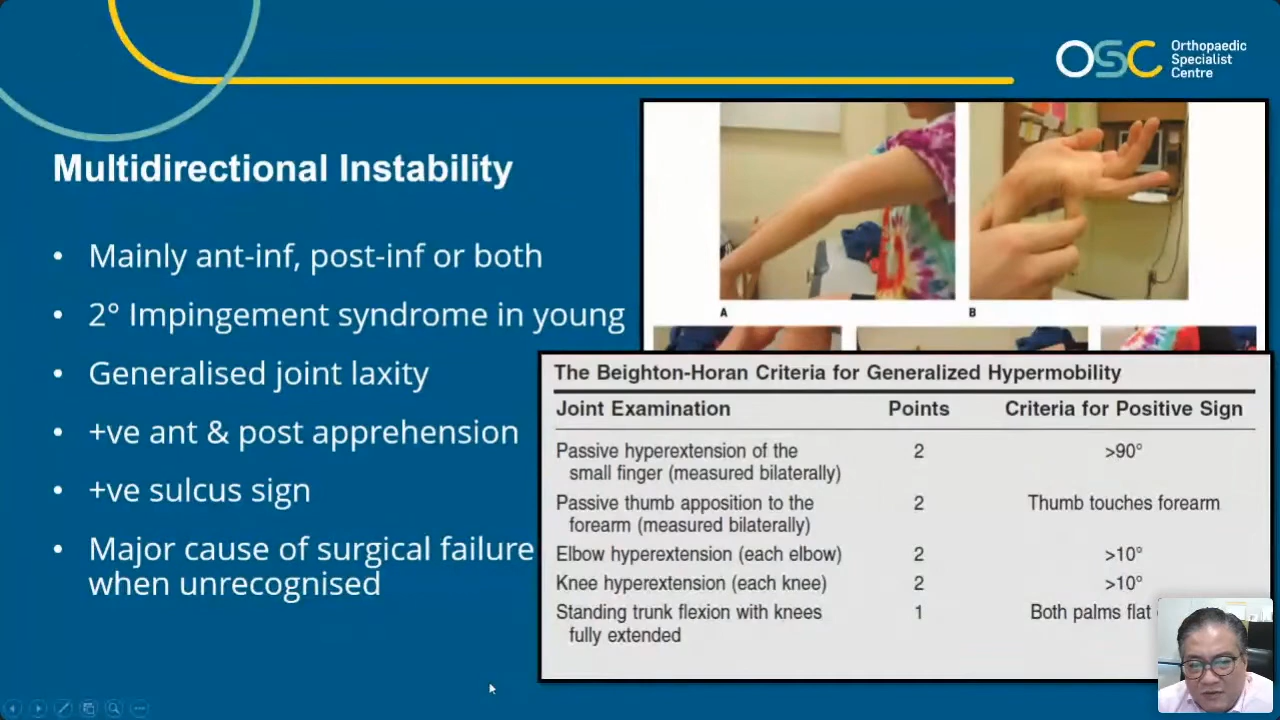 OSC Orthopaedic
Specialist
Centre
Multidirectional Instability
• Mainly ant-inf, post-inf or both
• 2° Impingement syndrome in young
• Generalised joint laxity
• +ve ant & post apprehension
• +ve sulcus sign
• Major cause of surgical failure
when unrecognised
A B
The Beighton-Horan Criteria for Generalized Hypermobility
Joint Examination Points Criteria for Positive Sign
Passive hyperextension of the 2 >90°
small finger (measured bilaterally)
Passive thumb apposition to the 2 Thumb touches forearm
forearm (measured bilaterally)
Elbow hyperextension (each elbow) 2 >10°
Knee hyperextension (each knee) 2 >10°
Standing trunk flexion with knees 1 Both palms flat
fully extended